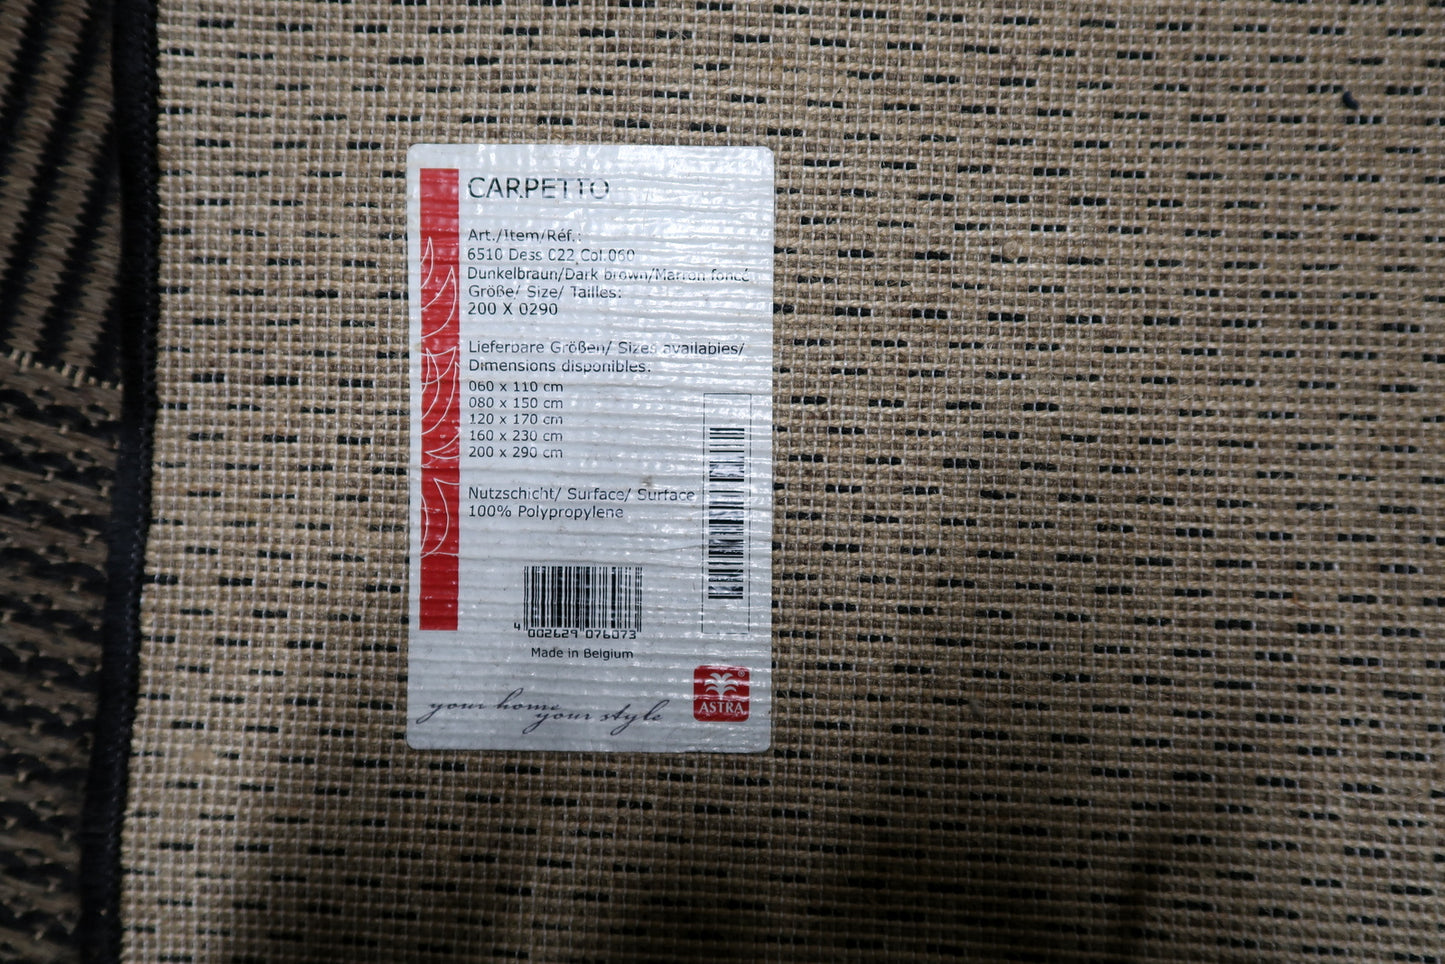 CARPETTO
Art./Item/Réf.:
6510 Dess 022 Col.060
Dunkelbraun/Dark brown/Marron foncé
Größe/ Size/ Tailles:
200 X 0290
Lieferbare Größen/ Sizes availables/
Dimensions disponibles:
060 x 110 cm
080 x 150 cm
120 x 170 cm
160 x 230 cm
200 x 290 cm
Nutzschicht/ Surface/ Surface
100% Polypropylene
4 002629 076073
Made in Belgium
your home
your style
ASTRA®